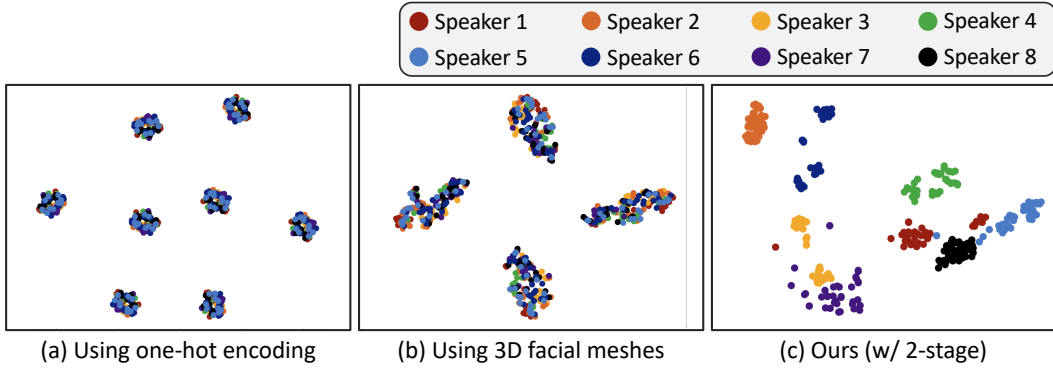 Speaker 1 Speaker 2 Speaker 3 Speaker 4
Speaker 5 Speaker 6 Speaker 7 Speaker 8
(a) Using one-hot encoding (b) Using 3D facial meshes (c) Ours (w/ 2-stage)